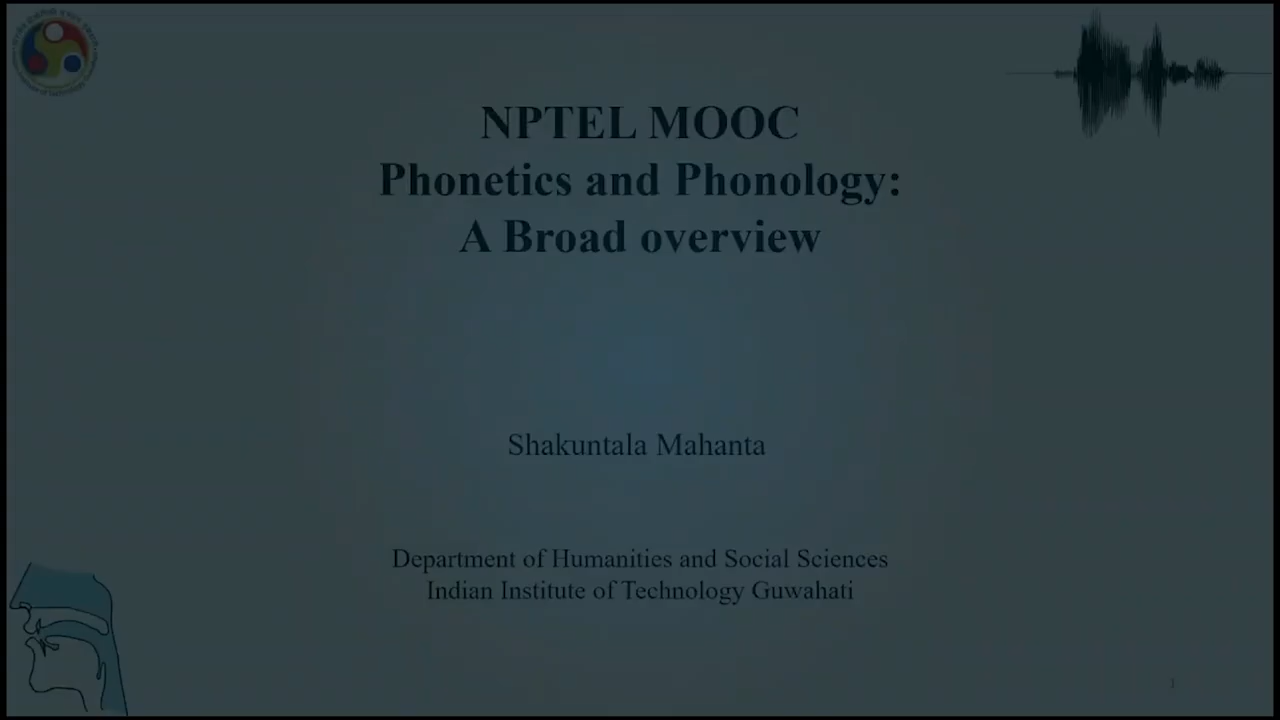 NPTEL MOOC
Phonetics and Phonology:
A Broad overview
Shakuntala Mahanta
Department of Humanities and Social Sciences
Indian Institute of Technology Guwahati
1